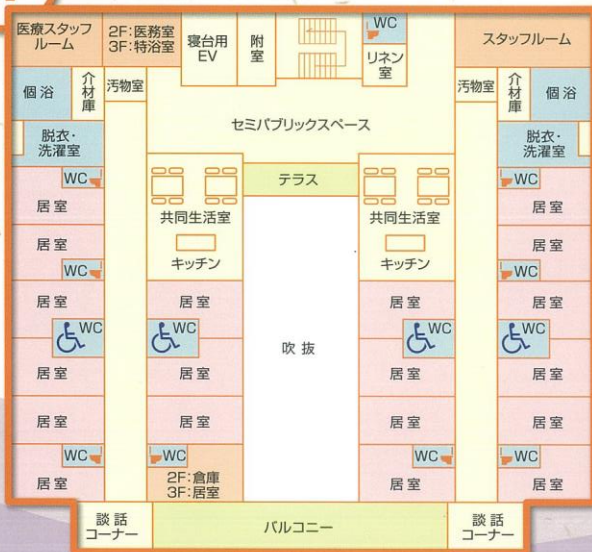 医療スタッフ
ルーム
2F:医務室
3F:特浴室
寝台用
EV
附
室
WC
リネン
室
スタッフルーム
個 浴
介
材
庫
汚物室
汚物室
介
材
庫
個 浴
セミパブリックスペース
脱衣・
洗濯室
脱衣・
洗濯室
WC
テラス
WC
居 室
共同生活室
共同生活室
居 室
居 室
キッチン
キッチン
居 室
WC
WC
居 室
居 室
居 室
居 室
WC
WC
WC
WC
吹 抜
居 室
居 室
居 室
居 室
居 室
居 室
居 室
居 室
WC
WC
WC
WC
居 室
2F:倉庫
3F:居室
居 室
居 室
談 話
コーナー
バルコニー
談 話
コーナー